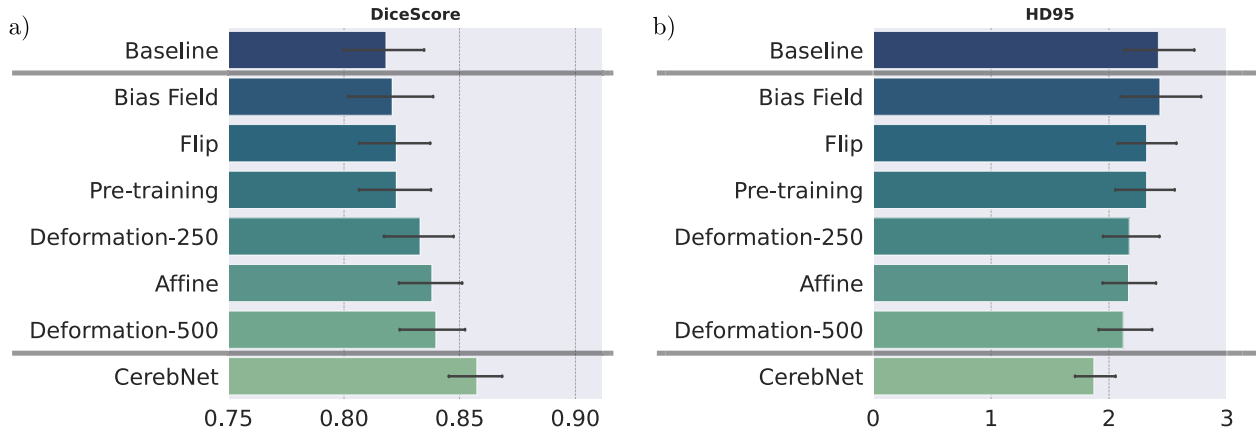 a)
DiceScore
Baseline
Bias Field
Flip
Pre-training
Deformation-250
Affine
Deformation-500
CerebNet
0.75 0.80 0.85 0.90
b)
HD95
Baseline
Bias Field
Flip
Pre-training
Deformation-250
Affine
Deformation-500
CerebNet
0 1 2 3